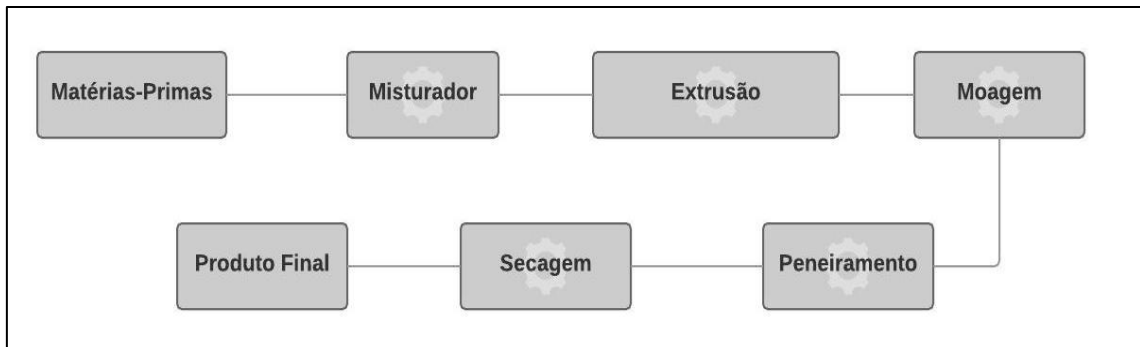 Matérias-Primas
Misturador
Extrusão
Moagem
Peneiramento
Secagem
Produto Final